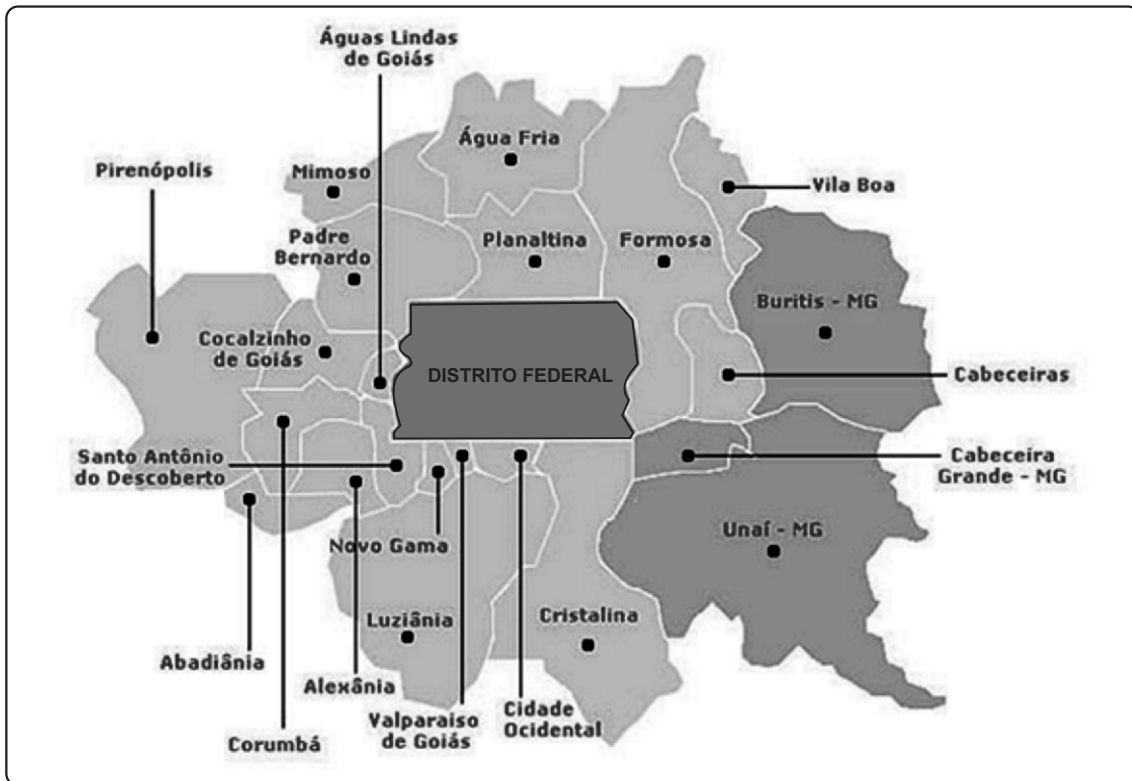 Águas Lindas
de Goiás
Água Fria
Pirenópolis
Mimoso
Vila Boa
Padre
Bernardo
Planaltina
Formosa
Buritis - MG
Cocalzinho
de Goiás
DISTRITO FEDERAL
Cabeceiras
Santo Antônio
do Descoberto
Cabeceira
Grande - MG
Novo Gama
Unaí - MG
Luziânia
Cristalina
Abadiânia
Alexânia
Valparaiso
de Goiás
Cidade
Ocidental
Corumbá